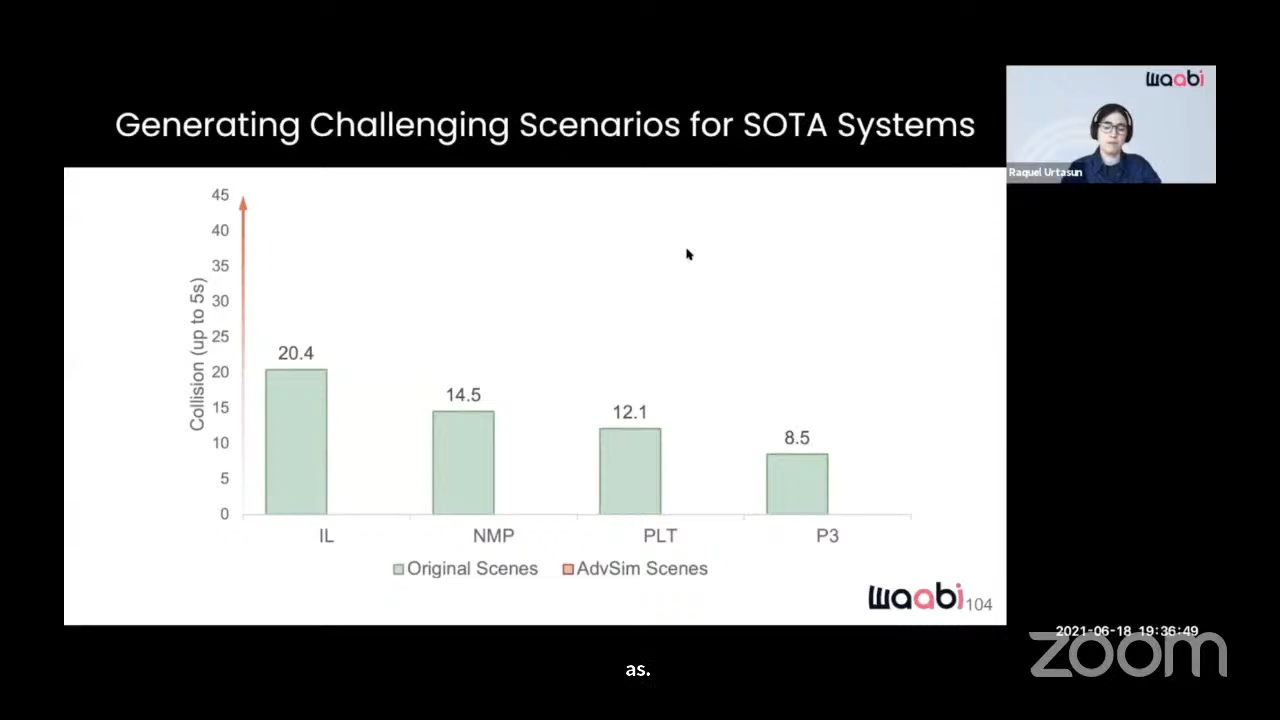 Generating Challenging Scenarios for SOTA Systems
waabi
Raquel Urtasun
Collision (up to 5s)
45
40
35
30
25
20
15
10
5
0
20.4
14.5
12.1
8.5
IL
NMP
PLT
P3
Original Scenes
AdvSim Scenes
waabi 104
2021-06-18 19:36:49
zoom
as.